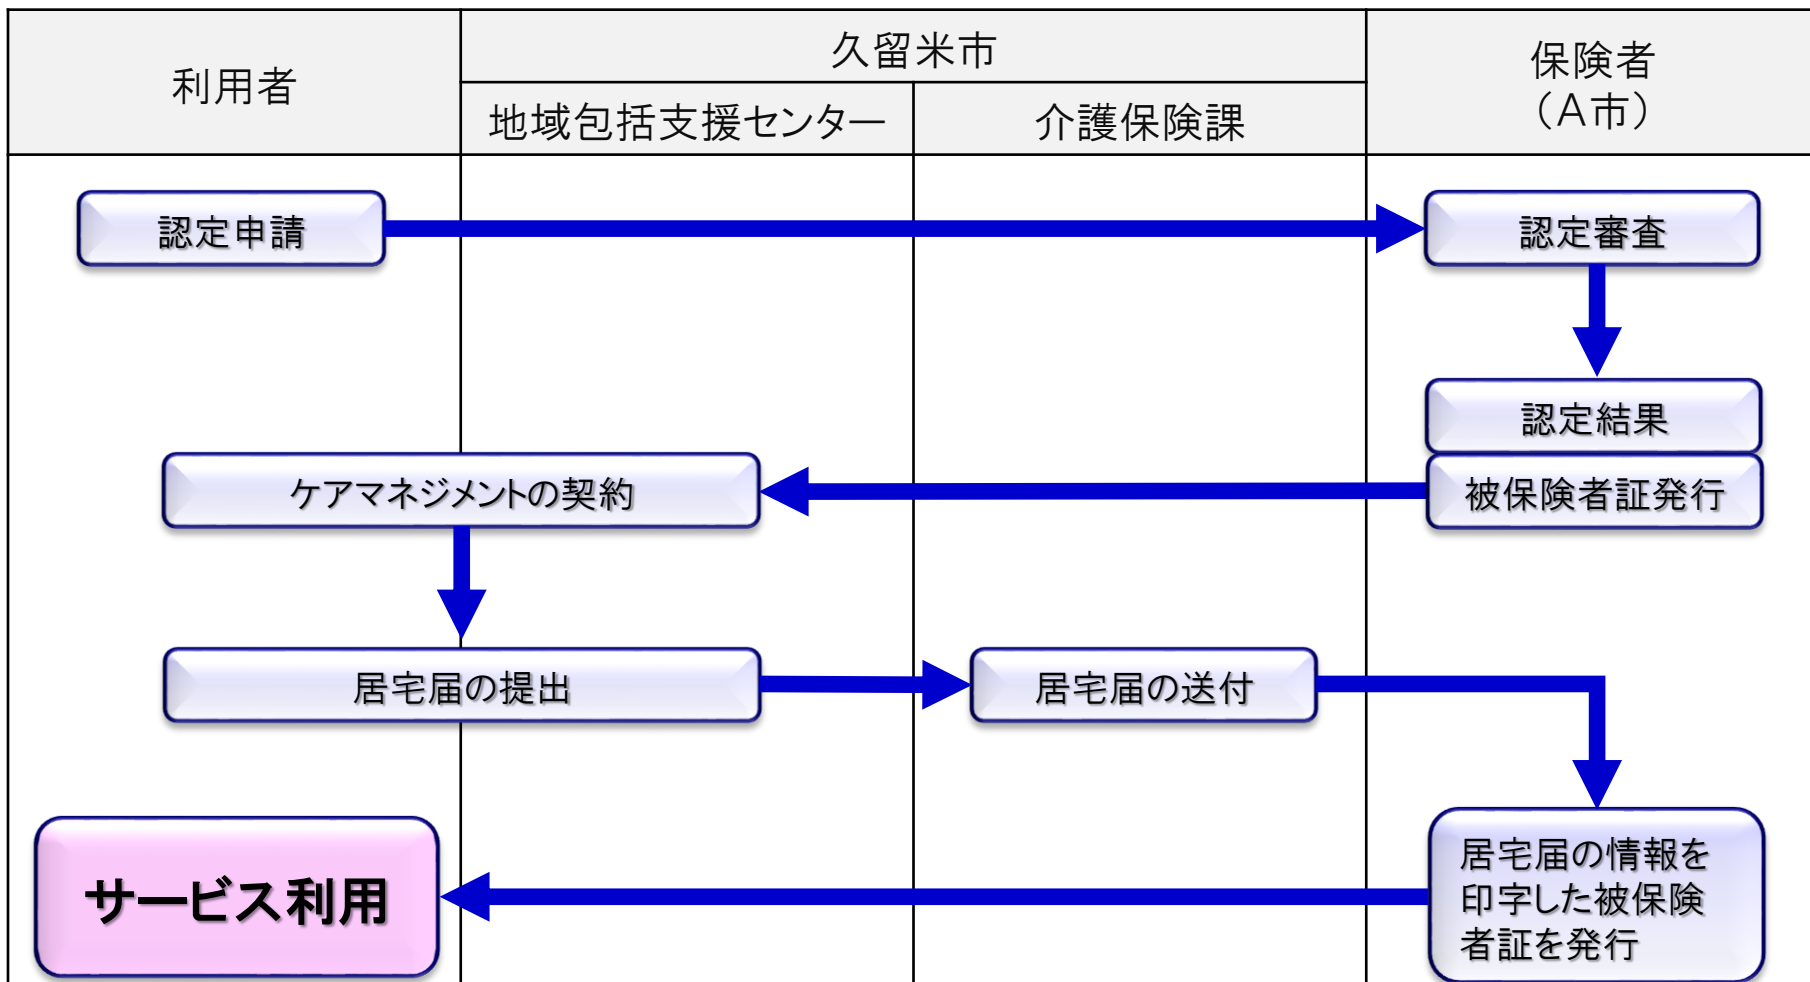 利用者
久留米市
地域包括支援センター
介護保険課
保険者
（A市）
認定申請
認定審査
認定結果
被保険者証発行
ケアマネジメントの契約
居宅届の提出
居宅届の送付
居宅届の情報を
印字した被保険
者証を発行
サービス利用